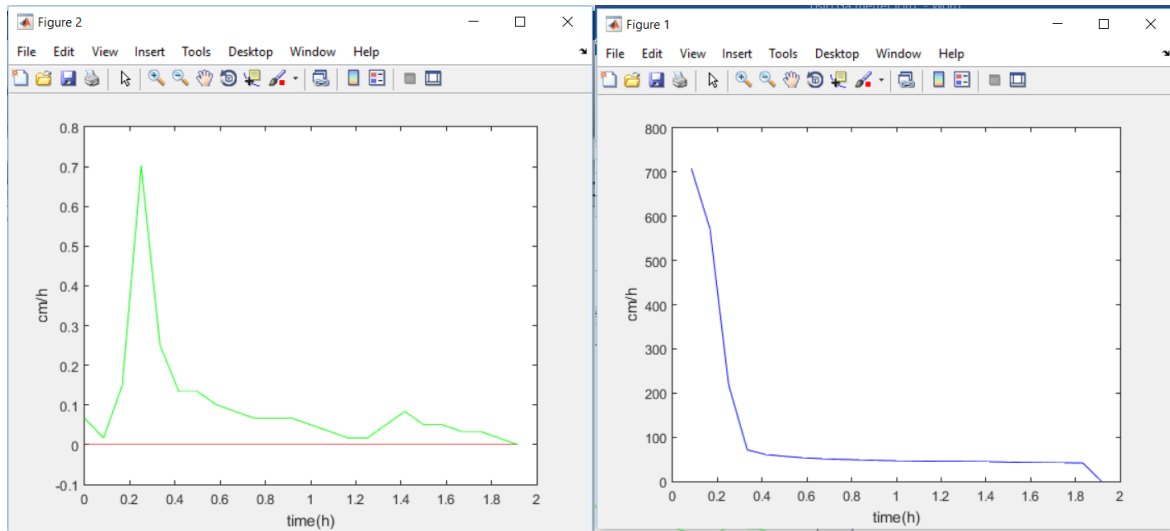 Figure 2
File Edit View Insert Tools Desktop Window Help
0.8
0.7
0.6
0.5
0.4
0.3
0.2
0.1
0
-0.1
cm/h
0 0.2 0.4 0.6 0.8 1 1.2 1.4 1.6 1.8 2
time(h)
Figure 1
File Edit View Insert Tools Desktop Window Help
800
700
600
500
400
300
200
100
0
cm/h
0 0.2 0.4 0.6 0.8 1 1.2 1.4 1.6 1.8 2
time(h)